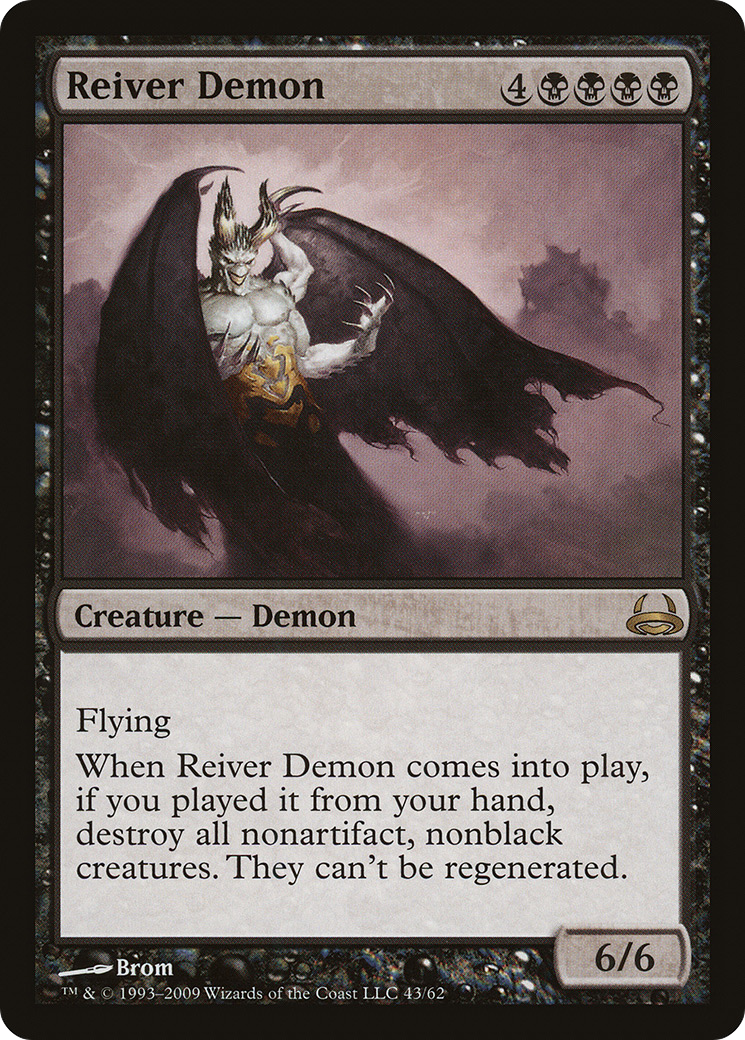 Reiver Demon 4
Creature — Demon
Flying
When Reiver Demon comes into play,
if you played it from your hand,
destroy all nonartifact, nonblack
creatures. They can't be regenerated.
6/6
Brom
™ & © 1993–2009 Wizards of the Coast LLC 43/62